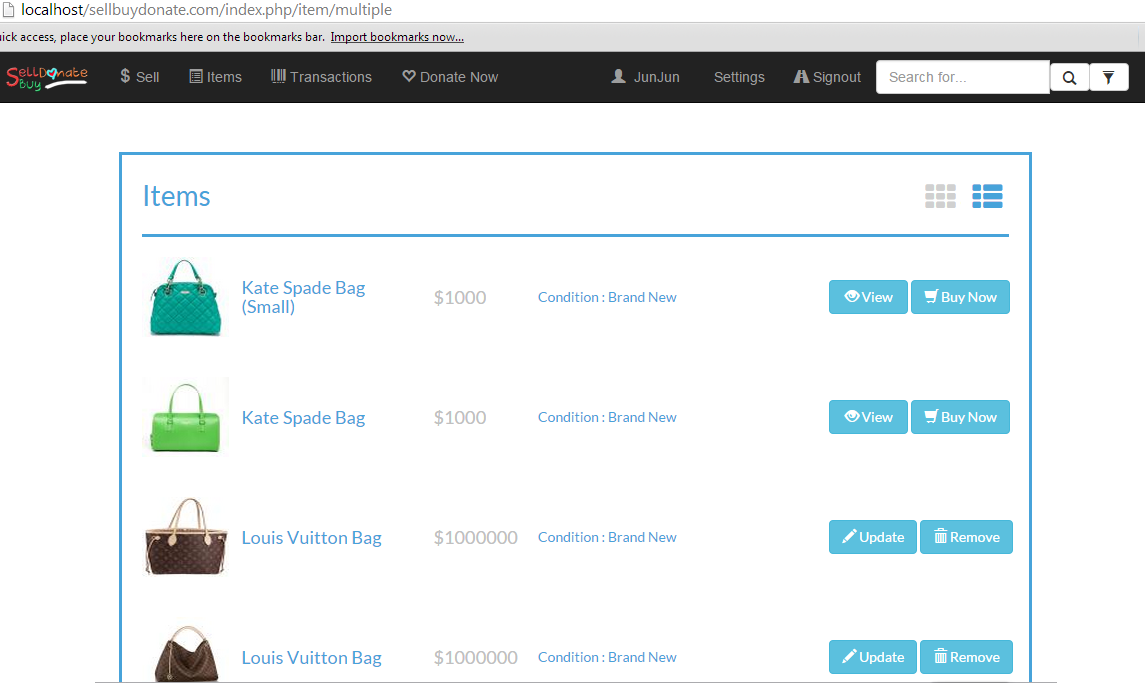 localhost/sellbuydonate.com/index.php/item/multiple
uick access, place your bookmarks here on the bookmarks bar. Import bookmarks now...
SellDonate Buy $ Sell Items Transactions Donate Now JunJun Settings Signout Search for...
Items
Kate Spade Bag (Small) $1000 Condition : Brand New View Buy Now
Kate Spade Bag $1000 Condition : Brand New View Buy Now
Louis Vuitton Bag $1000000 Condition : Brand New Update Remove
Louis Vuitton Bag $1000000 Condition : Brand New Update Remove